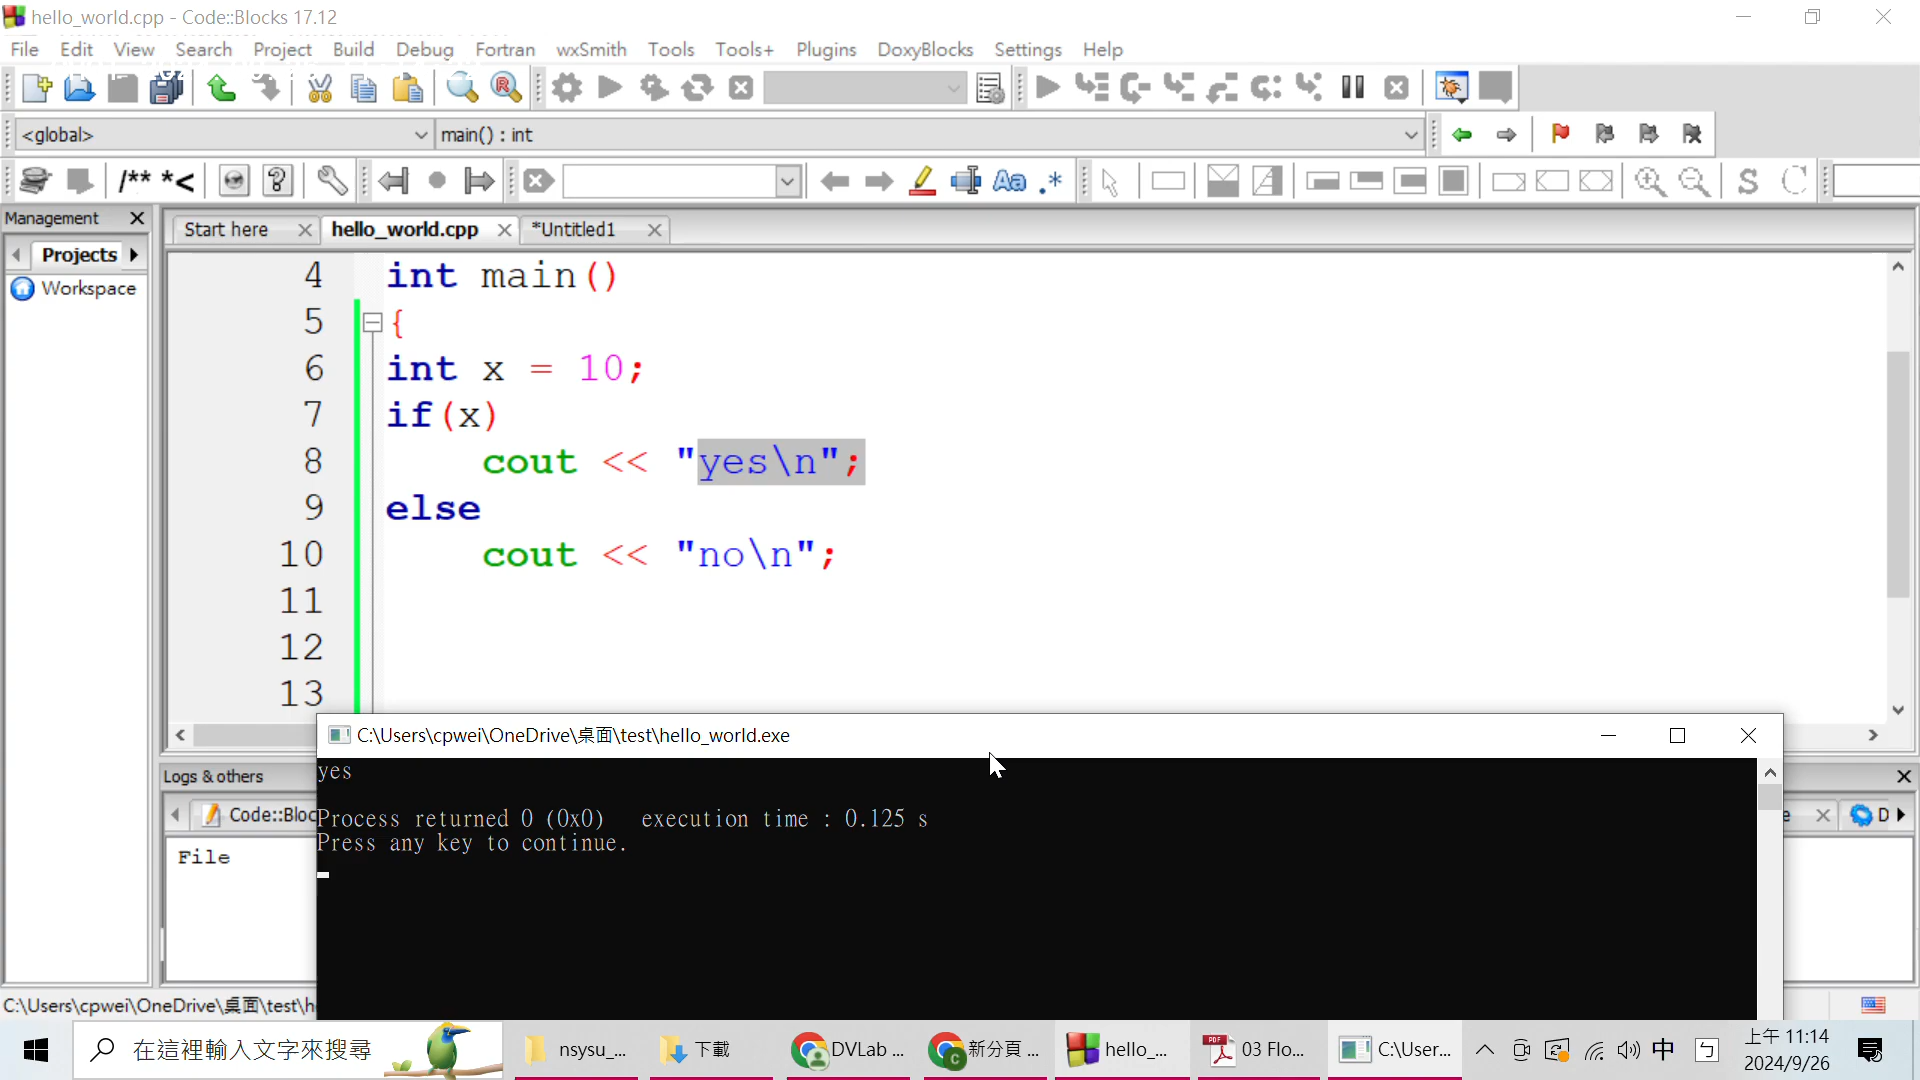 hello_world.cpp - Code::Blocks 17.12
File Edit View Search Project Build Debug Fortran wxSmith Tools Tools+ Plugins DoxyBlocks Settings Help
<global> main() : int
/** *<
Management
Start here hello_world.cpp *Untitled1
Projects
Workspace
4 int main()
5 {
6 int x = 10;
7 if(x)
8 cout << "yes\n";
9 else
10 cout << "no\n";
11
12
13
C:\Users\cpwei\OneDrive\桌面\test\hello_world.exe
yes
Process returned 0 (0x0) execution time : 0.125 s
Press any key to continue.
Logs & others
Code::Bloc
File
C:\Users\cpwei\OneDrive\桌面\test\h
在這裡輸入文字來搜尋
nsysu_... 下載 DVLab ... 新分頁 ... hello_... 03 Flo... C:\User... 中 ㄅ
上午 11:14
2024/9/26